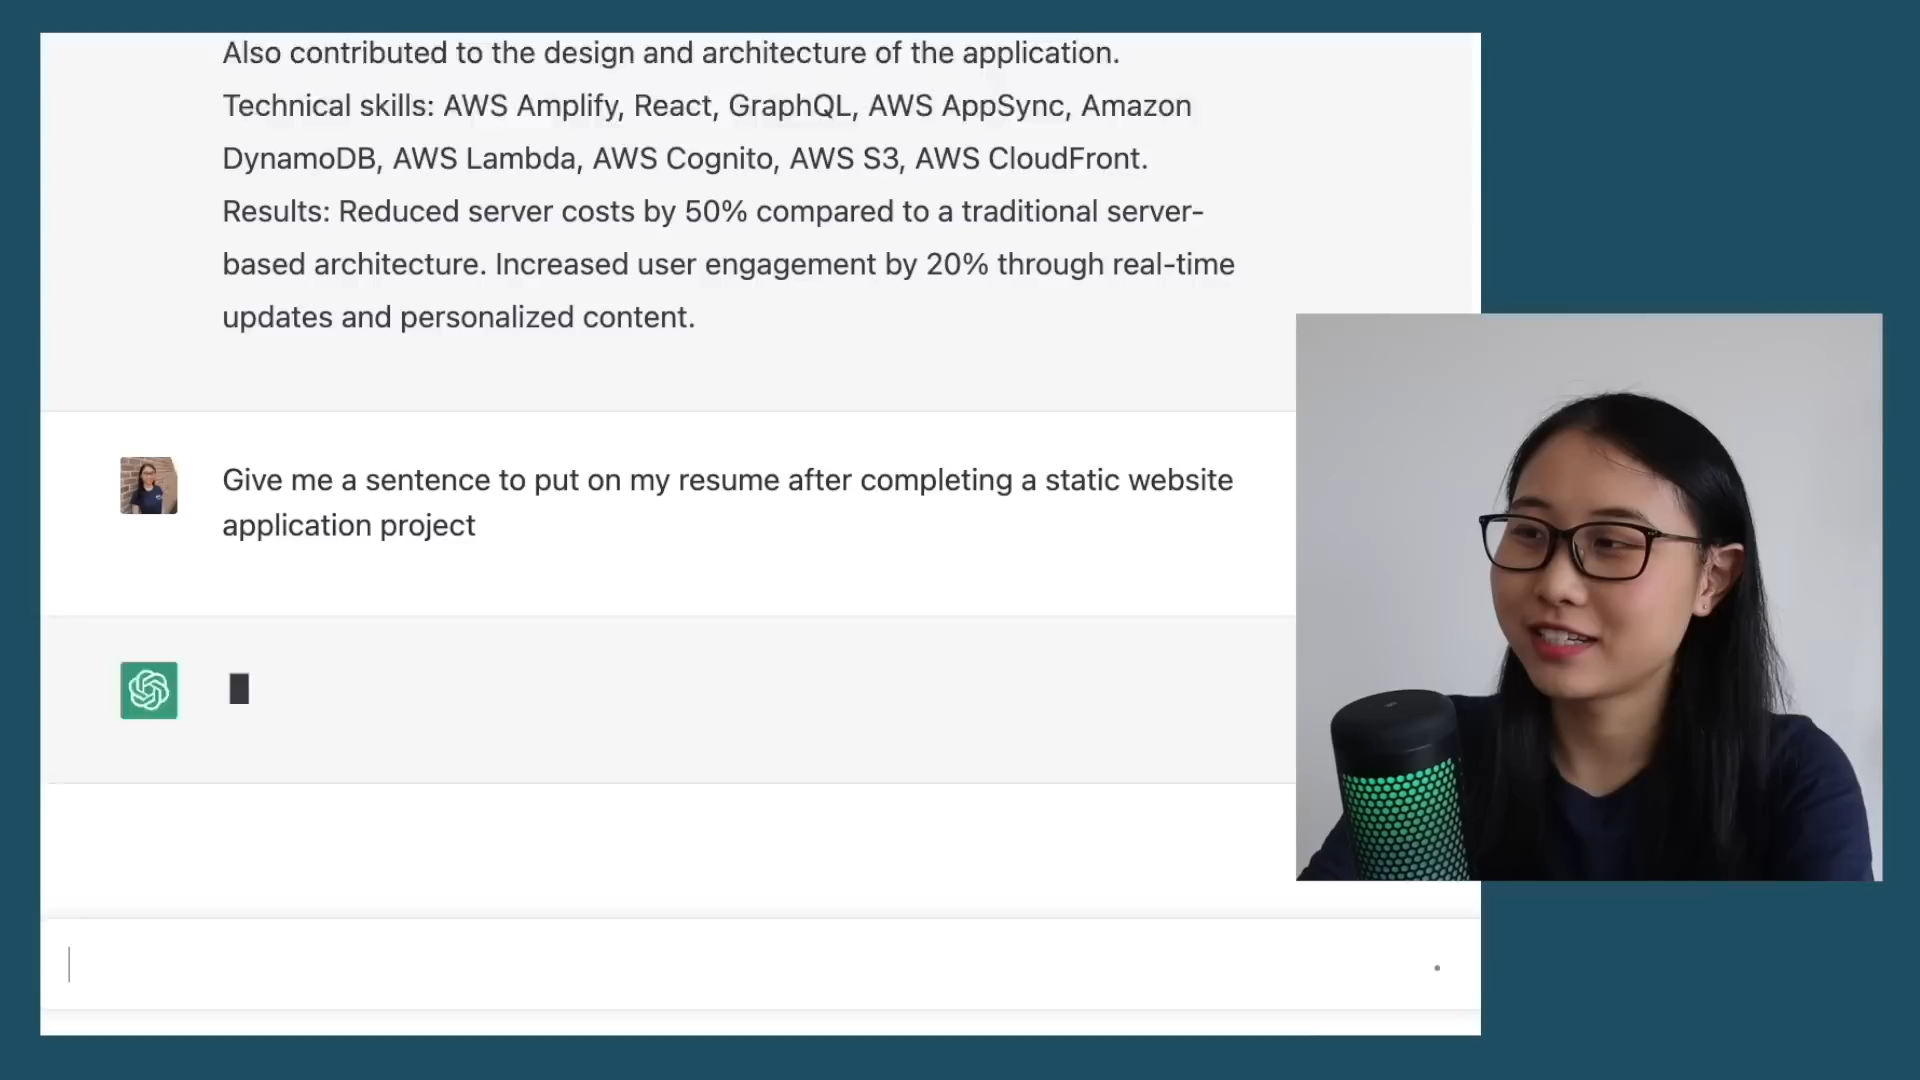 Also contributed to the design and architecture of the application.
Technical skills: AWS Amplify, React, GraphQL, AWS AppSync, Amazon
DynamoDB, AWS Lambda, AWS Cognito, AWS S3, AWS CloudFront.
Results: Reduced server costs by 50% compared to a traditional server-
based architecture. Increased user engagement by 20% through real-time
updates and personalized content.
Give me a sentence to put on my resume after completing a static website
application project